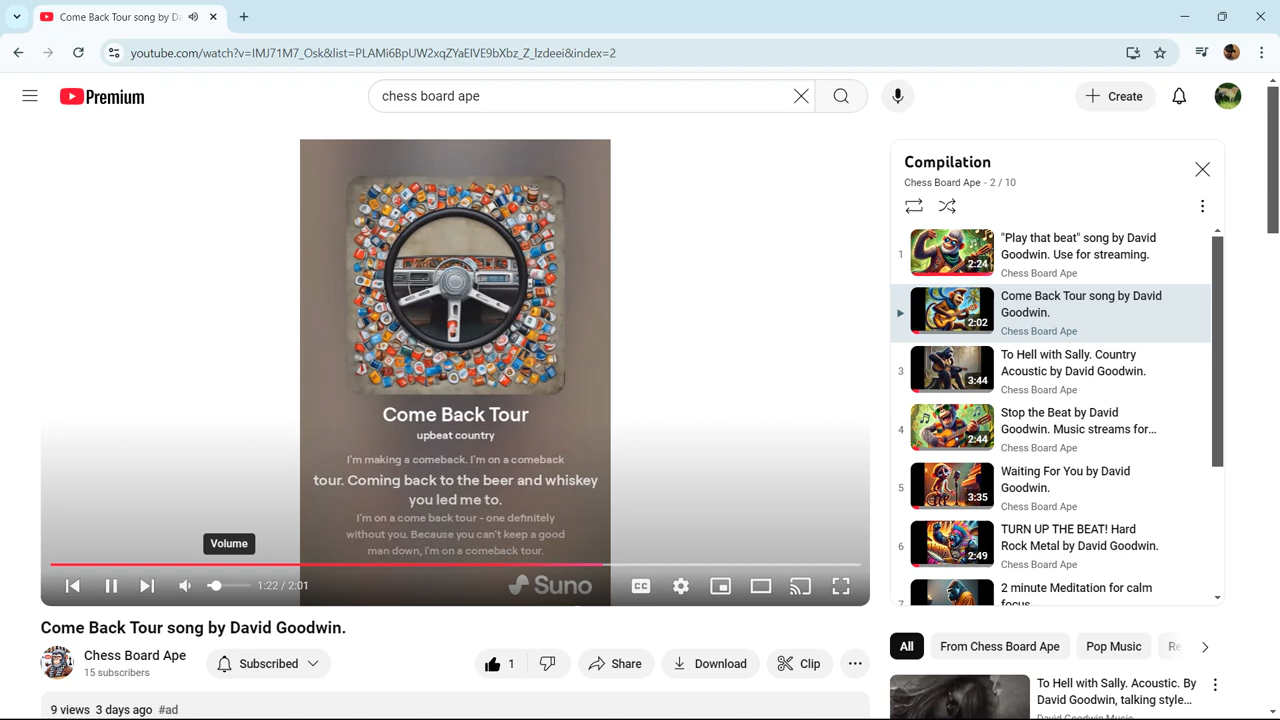 Come Back Tour song by Da
youtube.com/watch?v=IMJ71M7_Osk&list=PLAMi6BpUW2xqZYaEIVE9bXbz_Z_lzdeei&index=2
Premium
chess board ape
Create
Come Back Tour
upbeat country
I'm making a comeback. I'm on a comeback
tour. Coming back to the beer and whiskey
you led me to.
I'm on a come back tour - one definitely
without you. Because you can't keep a good
man down, I'm on a comeback tour.
Volume
1:22 / 2:01
CC
Suno
Come Back Tour song by David Goodwin.
Chess Board Ape
15 subscribers
Subscribed
1
Share
Download
Clip
9 views 3 days ago #ad
Compilation
Chess Board Ape - 2 / 10
1
2:24
"Play that beat" song by David
Goodwin. Use for streaming.
Chess Board Ape
2:02
Come Back Tour song by David
Goodwin.
Chess Board Ape
3
3:44
To Hell with Sally. Country
Acoustic by David Goodwin.
Chess Board Ape
4
2:44
Stop the Beat by David
Goodwin. Music streams for...
Chess Board Ape
5
3:35
Waiting For You by David
Goodwin.
Chess Board Ape
6
2:49
TURN UP THE BEAT! Hard
Rock Metal by David Goodwin.
Chess Board Ape
7
2 minute Meditation for calm
focus
All
From Chess Board Ape
Pop Music
Re
To Hell with Sally. Acoustic. By
David Goodwin, talking style...
David Goodwin Music